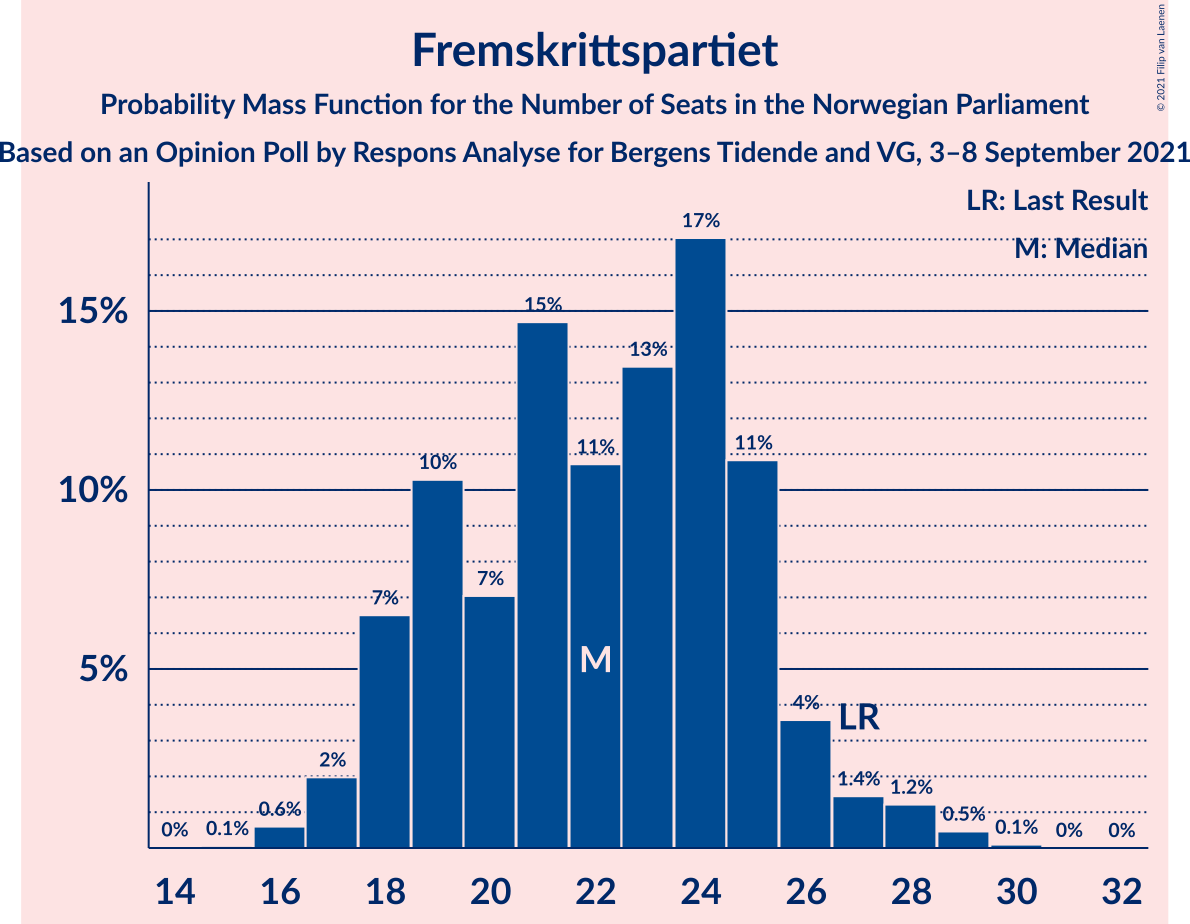 Fremskrittspartiet
Probability Mass Function for the Number of Seats in the Norwegian Parliament
Based on an Opinion Poll by Respons Analyse for Bergens Tidende and VG, 3–8 September 2021
© 2021 Filip van Laenen
LR: Last Result
M: Median
15%
10%
5%
0%
0.1%
0.6%
2%
7%
10%
7%
15%
11%
13%
17%
11%
4%
1.4%
1.2%
0.5%
0.1%
0%
0%
M
LR
14 16 18 20 22 24 26 28 30 32